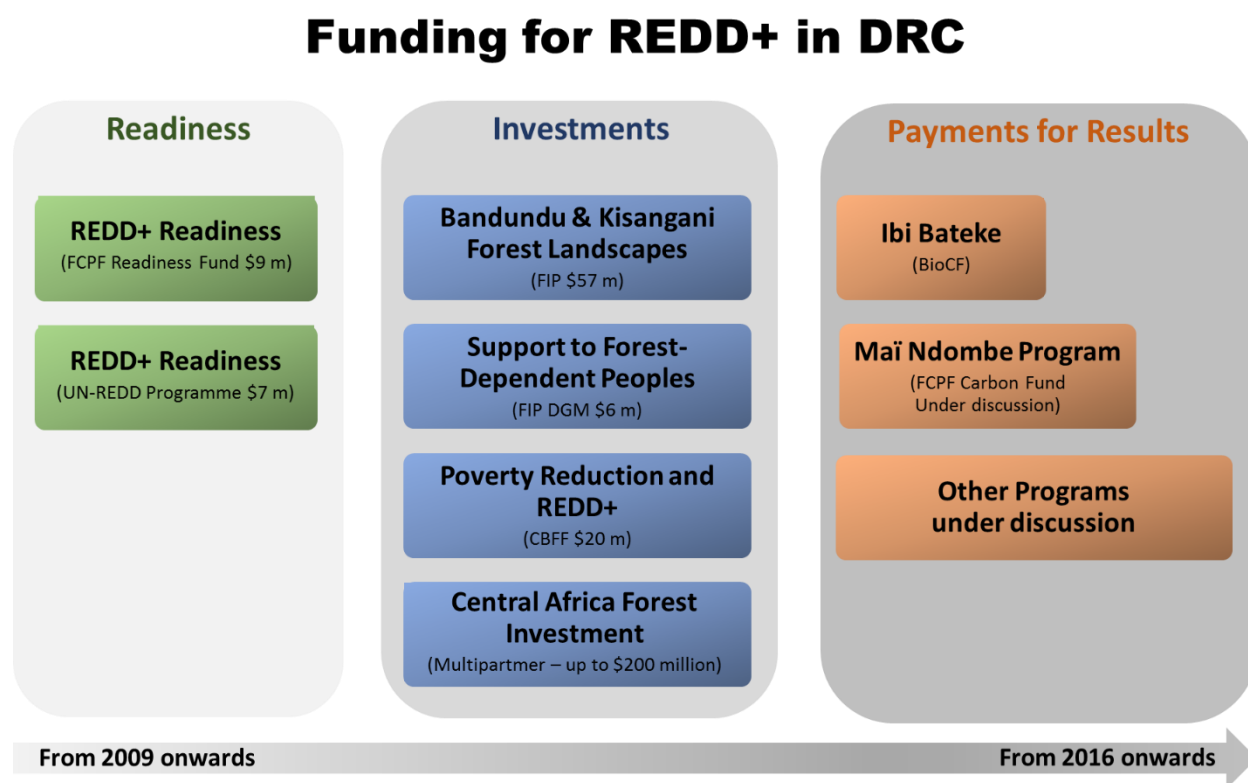 Funding for REDD+ in DRC
Readiness
REDD+ Readiness
(FCPF Readiness Fund $9 m)
REDD+ Readiness
(UN-REDD Programme $7 m)
Investments
Bandundu & Kisangani
Forest Landscapes
(FIP $57 m)
Support to Forest-
Dependent Peoples
(FIP DGM $6 m)
Poverty Reduction and
REDD+
(CBFF $20 m)
Central Africa Forest
Investment
(Multipartmer – up to $200 million)
Payments for Results
Ibi Bateke
(BioCF)
Maï Ndombe Program
(FCPF Carbon Fund
Under discussion)
Other Programs
under discussion
From 2009 onwards
From 2016 onwards